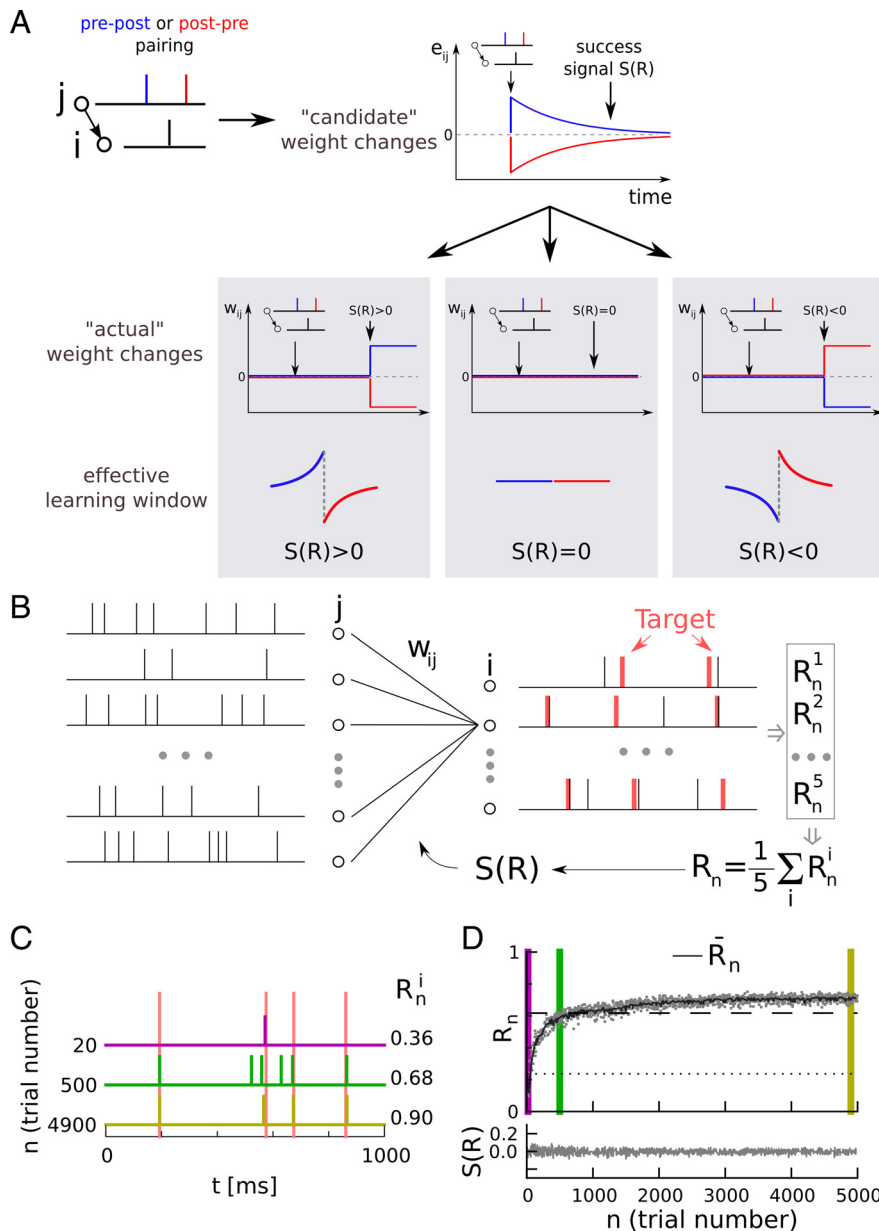 A
pre-post or post-pre
pairing
j
i
"candidate"
weight changes
e_ij
success
signal S(R)
0
time
"actual"
weight changes
w_ij
S(R)>0
0
w_ij
S(R)=0
0
w_ij
S(R)<0
0
effective
learning window
S(R)>0
S(R)=0
S(R)<0
B
j
w_ij
i
Target
R_n^1
R_n^2
R_n^5
S(R)
R_n=1/5 ∑_i R_n^i
C
R_n^i
n (trial number)
20
0.36
500
0.68
4900
0.90
0
1000
t [ms]
D
R̄_n
1
R_n
0
S(R)
0.2
0.0
0
1000
2000
3000
4000
5000
n (trial number)